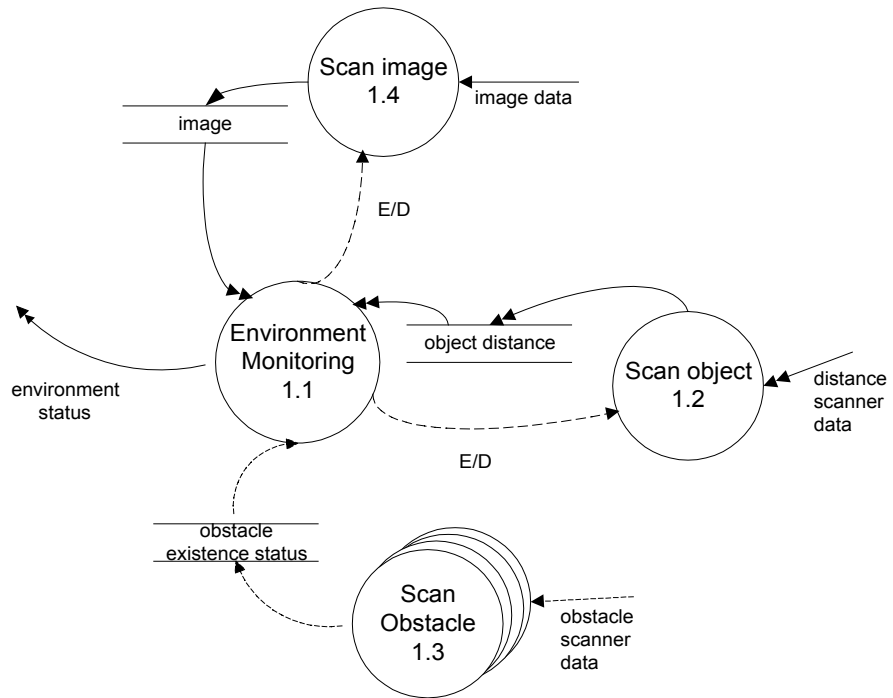 Scan image
1.4
image data
image
E/D
Environment
Monitoring
1.1
object distance
Scan object
1.2
distance
scanner
data
environment
status
E/D
obstacle
existence status
Scan
Obstacle
1.3
obstacle
scanner
data